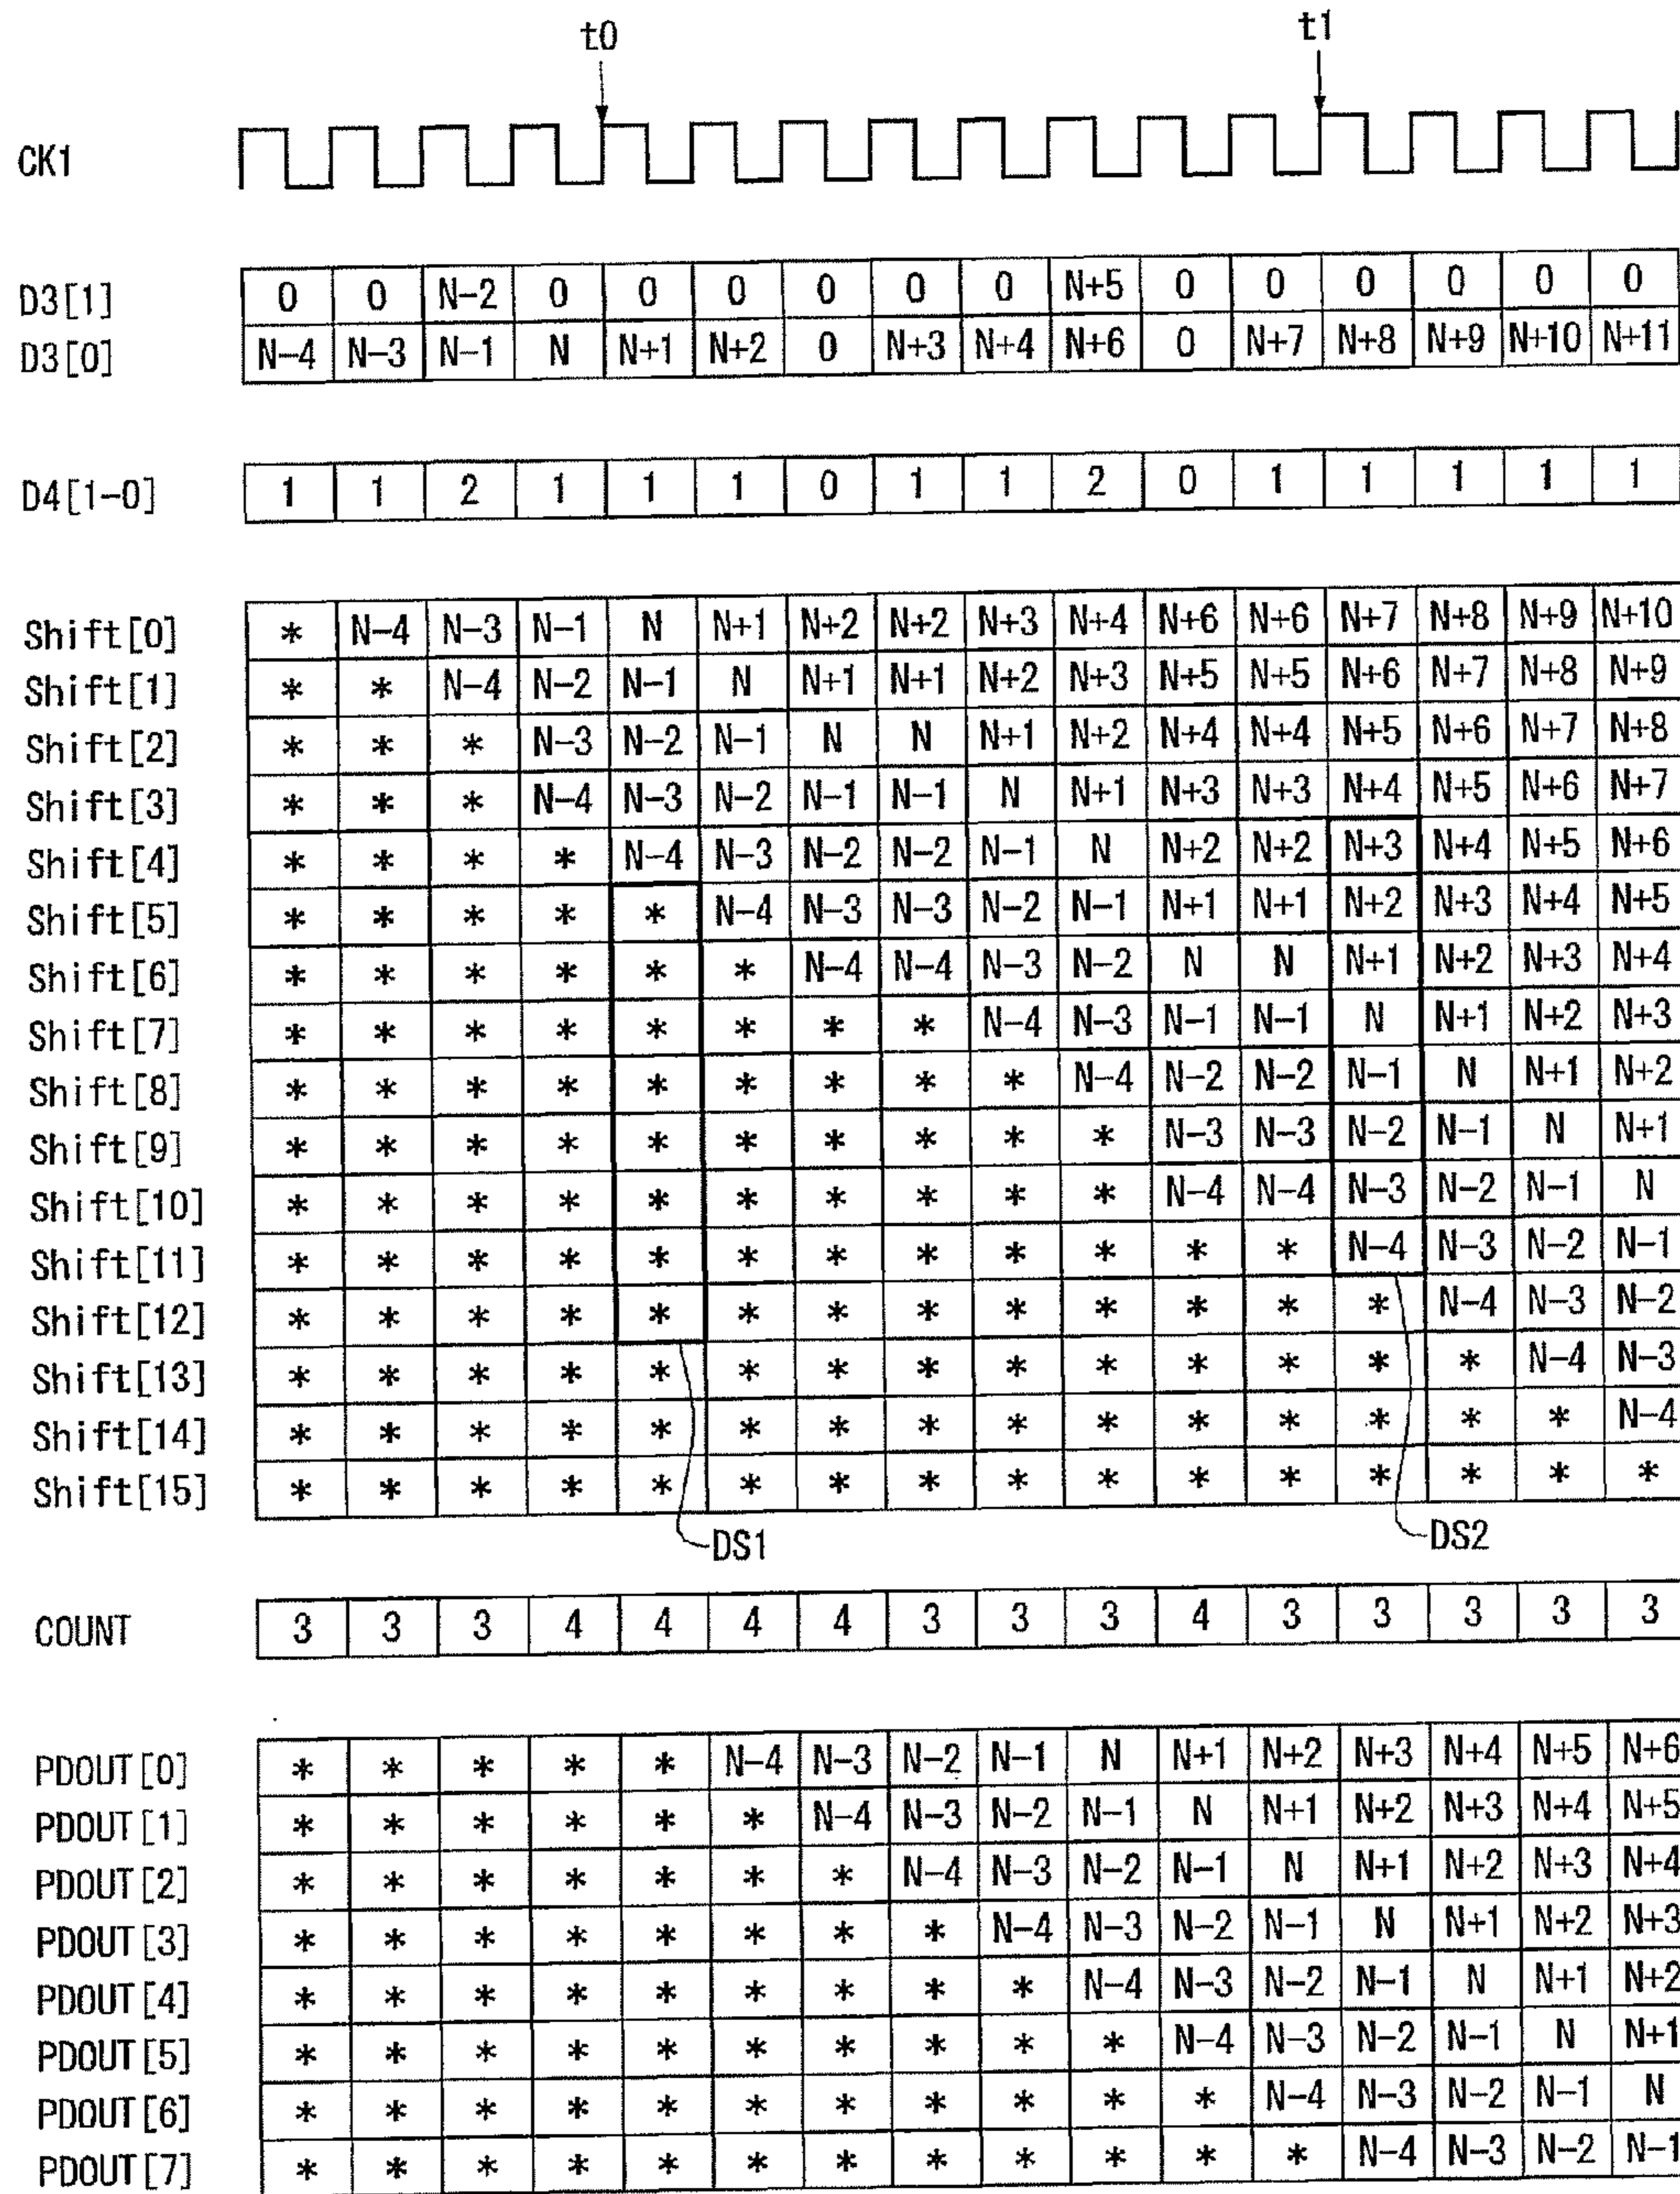 t0 t1
CK1
D3[1] 0 0 N-2 0 0 0 0 0 0 N+5 0 0 0 0 0 0
D3[0] N-4 N-3 N-1 N N+1 N+2 0 N+3 N+4 N+6 0 N+7 N+8 N+9 N+10 N+11
D4[1-0] 1 1 2 1 1 1 0 1 1 2 0 1 1 1 1 1
Shift[0] * N-4 N-3 N-1 N N+1 N+2 N+2 N+3 N+4 N+6 N+6 N+7 N+8 N+9 N+10
Shift[1] * * N-4 N-2 N-1 N N+1 N+1 N+2 N+3 N+5 N+5 N+6 N+7 N+8 N+9
Shift[2] * * * N-3 N-2 N-1 N N N+1 N+2 N+4 N+4 N+5 N+6 N+7 N+8
Shift[3] * * * N-4 N-3 N-2 N-1 N-1 N N+1 N+3 N+3 N+4 N+5 N+6 N+7
Shift[4] * * * * N-4 N-3 N-2 N-2 N-1 N N+2 N+2 N+3 N+4 N+5 N+6
Shift[5] * * * * * N-4 N-3 N-3 N-2 N-1 N+1 N+1 N+2 N+3 N+4 N+5
Shift[6] * * * * * * N-4 N-4 N-3 N-2 N N N+1 N+2 N+3 N+4
Shift[7] * * * * * * * * N-4 N-3 N-1 N-1 N N+1 N+2 N+3
Shift[8] * * * * * * * * * N-4 N-2 N-2 N-1 N N+1 N+2
Shift[9] * * * * * * * * * * N-3 N-3 N-2 N-1 N N+1
Shift[10] * * * * * * * * * * N-4 N-4 N-3 N-2 N-1 N
Shift[11] * * * * * * * * * * * * N-4 N-3 N-2 N-1
Shift[12] * * * * * * * * * * * * * N-4 N-3 N-2
Shift[13] * * * * * * * * * * * * * * N-4 N-3
Shift[14] * * * * * * * * * * * * * * * N-4
Shift[15] * * * * * * * * * * * * * * * *
DS1 DS2
COUNT 3 3 3 4 4 4 4 3 3 3 4 3 3 3 3 3
PDOUT[0] * * * * * N-4 N-3 N-2 N-1 N N+1 N+2 N+3 N+4 N+5 N+6
PDOUT[1] * * * * * * N-4 N-3 N-2 N-1 N N+1 N+2 N+3 N+4 N+5
PDOUT[2] * * * * * * * N-4 N-3 N-2 N-1 N N+1 N+2 N+3 N+4
PDOUT[3] * * * * * * * * N-4 N-3 N-2 N-1 N N+1 N+2 N+3
PDOUT[4] * * * * * * * * * N-4 N-3 N-2 N-1 N N+1 N+2
PDOUT[5] * * * * * * * * * * N-4 N-3 N-2 N-1 N N+1
PDOUT[6] * * * * * * * * * * * N-4 N-3 N-2 N-1 N
PDOUT[7] * * * * * * * * * * * * N-4 N-3 N-2 N-1